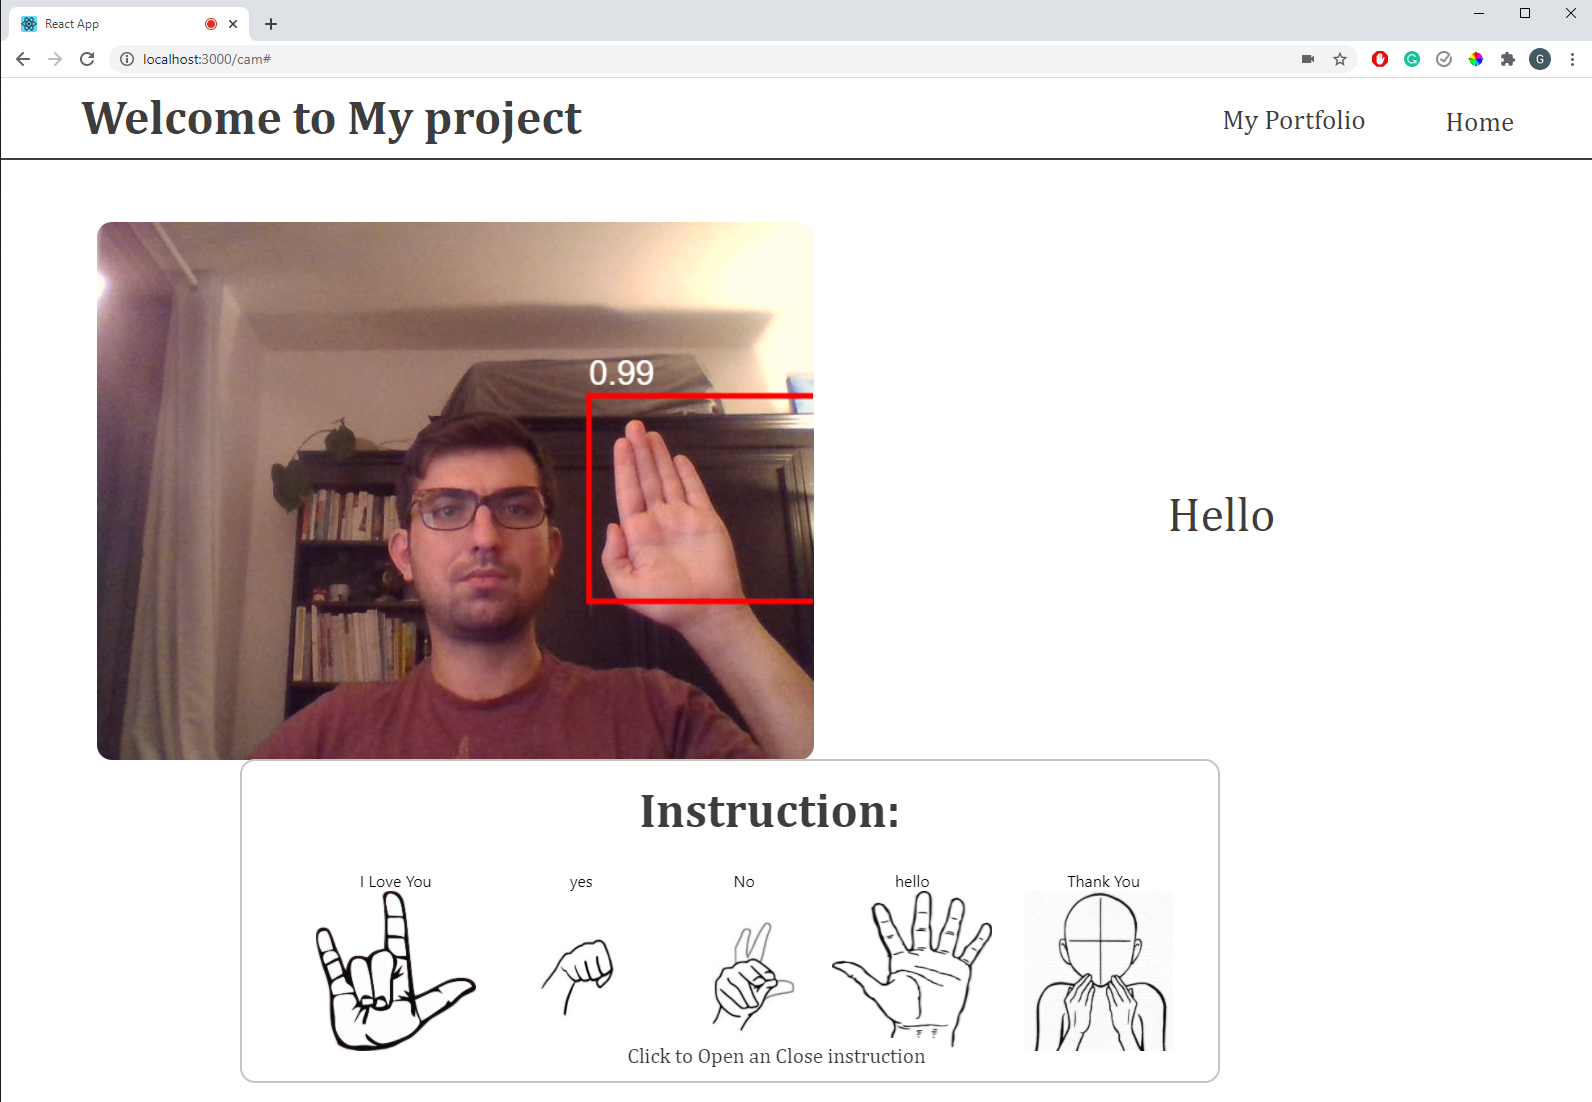 React App
localhost:3000/cam#
G
Welcome to My project
My Portfolio
Home
0.99
Hello
Instruction:
I Love You
yes
No
hello
Thank You
Click to Open an Close instruction